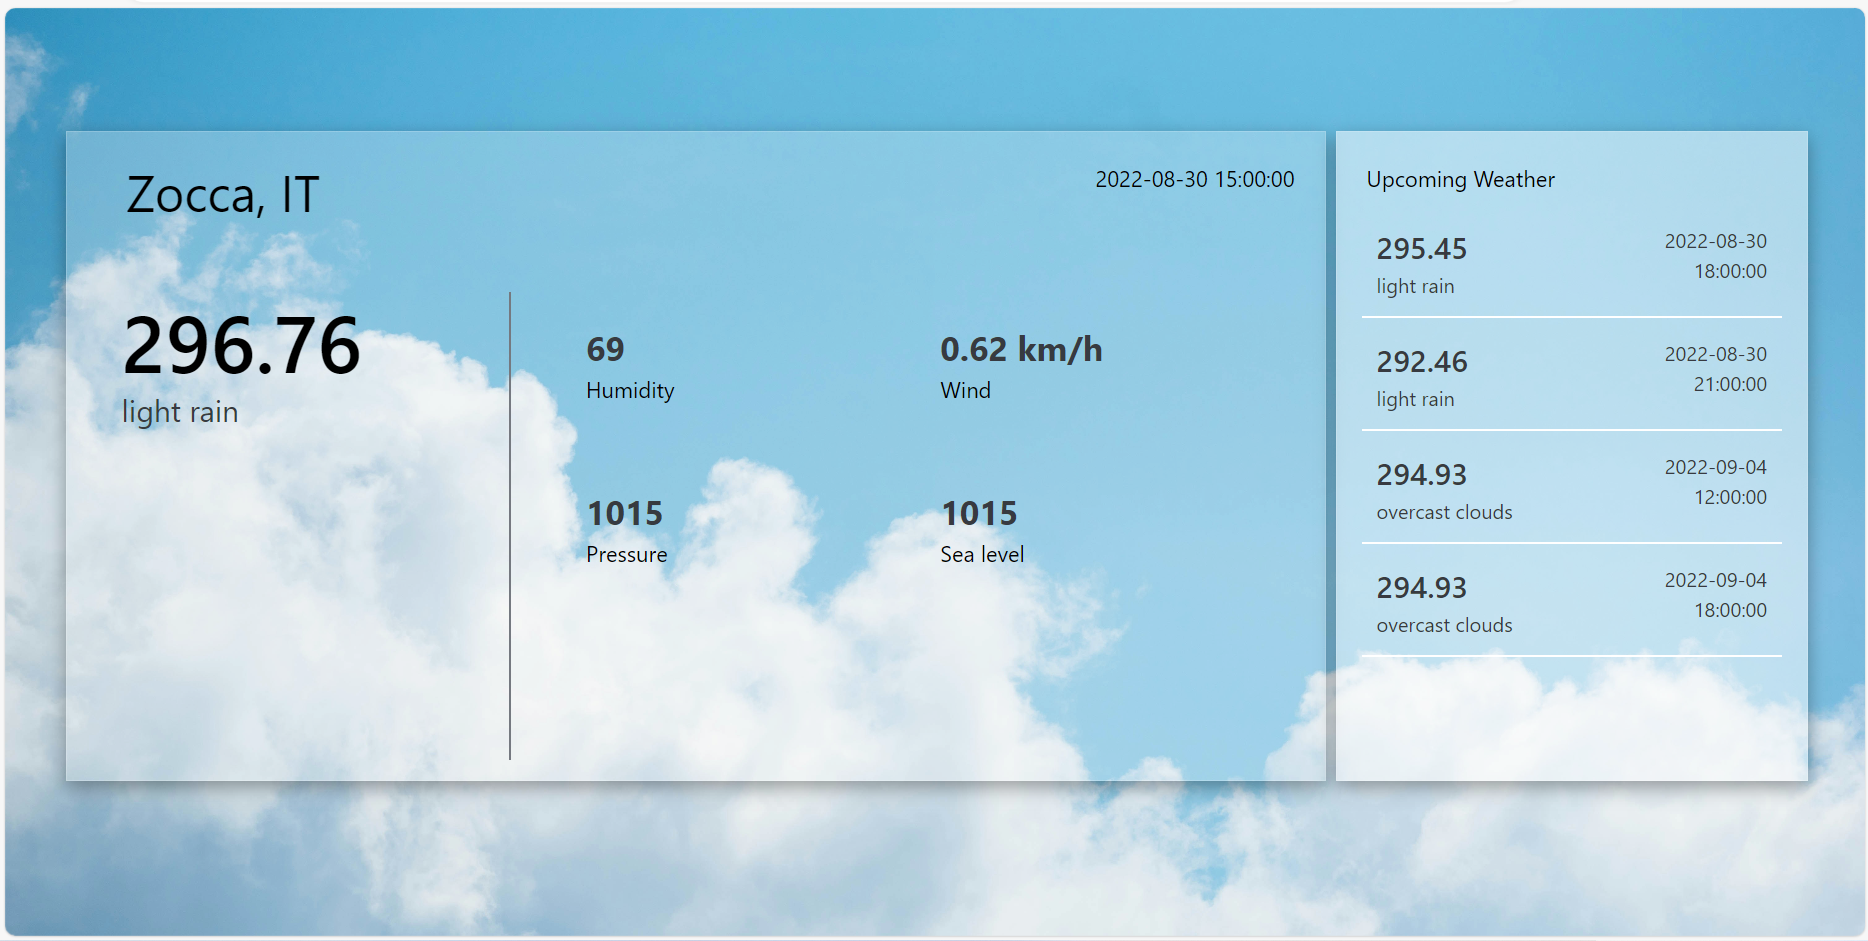 Zocca, IT
2022-08-30 15:00:00
296.76
light rain
69
Humidity
0.62 km/h
Wind
1015
Pressure
1015
Sea level
Upcoming Weather
295.45
light rain
2022-08-30
18:00:00
292.46
light rain
2022-08-30
21:00:00
294.93
overcast clouds
2022-09-04
12:00:00
294.93
overcast clouds
2022-09-04
18:00:00